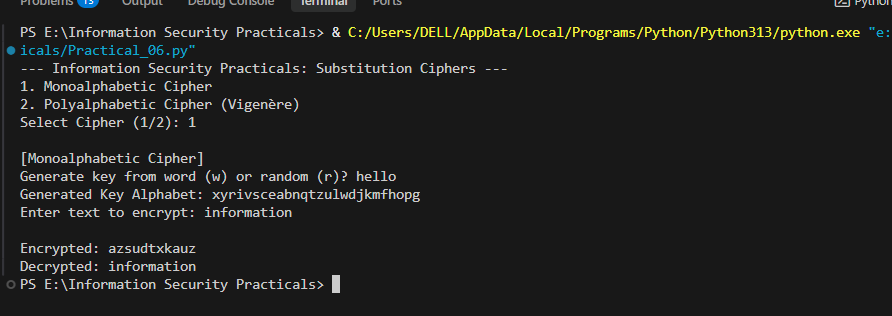 Problems 15 Output Debug Console Terminal Ports Python
PS E:\Information Security Practicals> & C:/Users/DELL/AppData/Local/Programs/Python/Python313/python.exe "e:
icals/Practical_06.py"
--- Information Security Practicals: Substitution Ciphers ---
1. Monoalphabetic Cipher
2. Polyalphabetic Cipher (Vigenère)
Select Cipher (1/2): 1
[Monoalphabetic Cipher]
Generate key from word (w) or random (r)? hello
Generated Key Alphabet: xyrivsceabnqtzulwdjkmfhopg
Enter text to encrypt: information
Encrypted: azsudtxkauz
Decrypted: information
PS E:\Information Security Practicals>